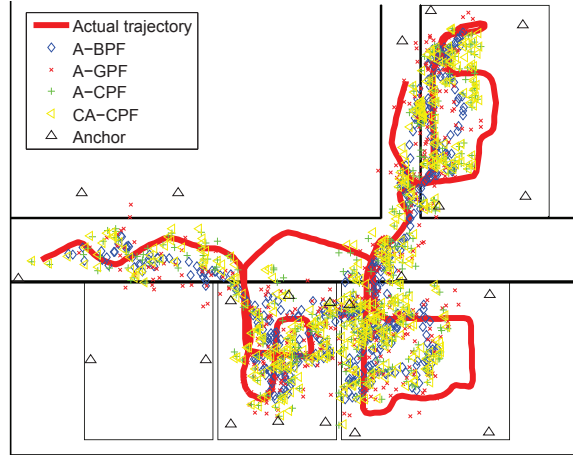 Actual trajectory
A−BPF
A−GPF
A−CPF
CA−CPF
Anchor